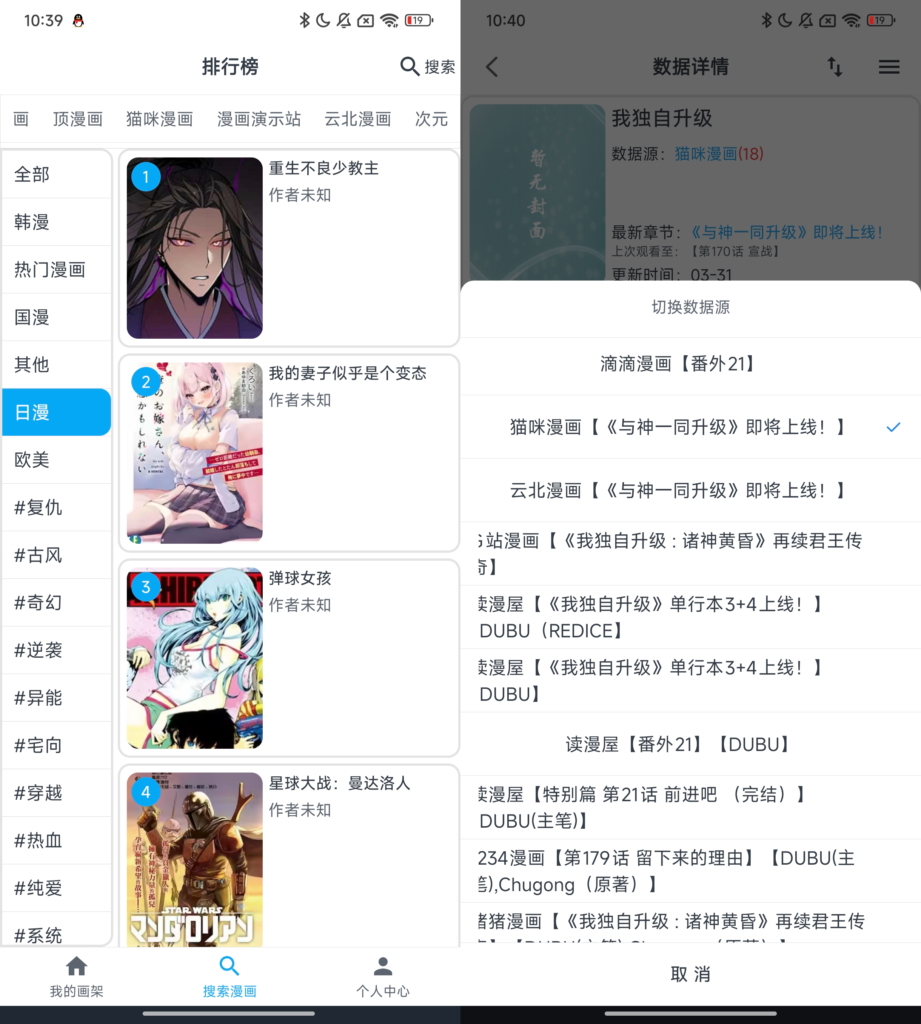 10:39
19
排行榜
搜索
画 顶漫画 猫咪漫画 漫画演示站 云北漫画 次元
全部
韩漫
热门漫画
国漫
其他
日漫
欧美
#复仇
#古风
#奇幻
#逆袭
#异能
#宅向
#穿越
#热血
#纯爱
#系统
1
重生不良少教主
作者未知
2
我的妻子似乎是个变态
作者未知
3
弹球女孩
作者未知
4
星球大战：曼达洛人
作者未知
STAR WARS
マンダロリアン
我的画架
搜索漫画
个人中心
10:40
19
数据详情
暂无封面
我独自升级
数据源：猫咪漫画(18)
最新章节：《与神一同升级》即将上线！
上次观看至：【第170话 宣战】
更新时间：03-31
切换数据源
滴滴漫画【番外21】
猫咪漫画【《与神一同升级》即将上线！】
云北漫画【《与神一同升级》即将上线！】
站漫画【《我独自升级：诸神黄昏》再续君王传
奇】
读漫屋【《我独自升级》单行本3+4上线！】
DUBU（REDICE】
读漫屋【《我独自升级》单行本3+4上线！】
DUBU】
读漫屋【番外21】【DUBU】
读漫屋【特别篇 第21话 前进吧 （完结）】
DUBU(主笔)】
234漫画【第179话 留下来的理由】【DUBU(主
笔),Chugong（原著）】
猪猪漫画【《我独自升级：诸神黄昏》再续君王传
取 消